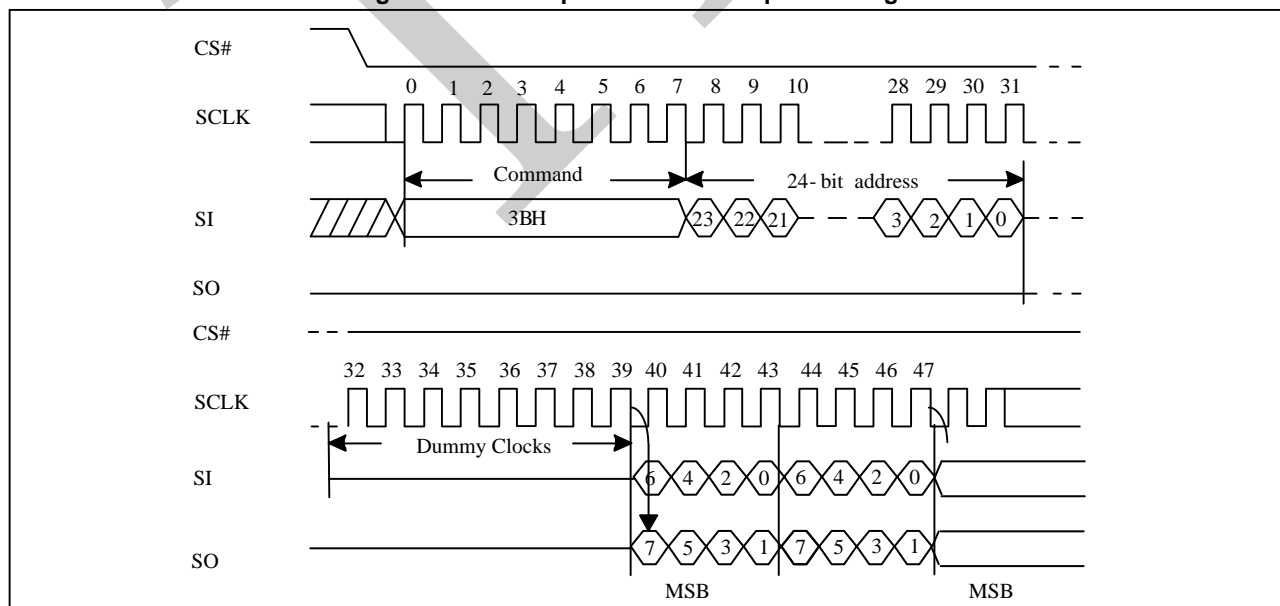 CS#
0 1 2 3 4 5 6 7 8 9 10 28 29 30 31
SCLK
Command 24- bit address
SI 3BH 23 22 21 3 2 1 0
SO
CS#
32 33 34 35 36 37 38 39 40 41 42 43 44 45 46 47
SCLK
Dummy Clocks
SI 6 4 2 0 6 4 2 0
SO 7 5 3 1 7 5 3 1
MSB MSB